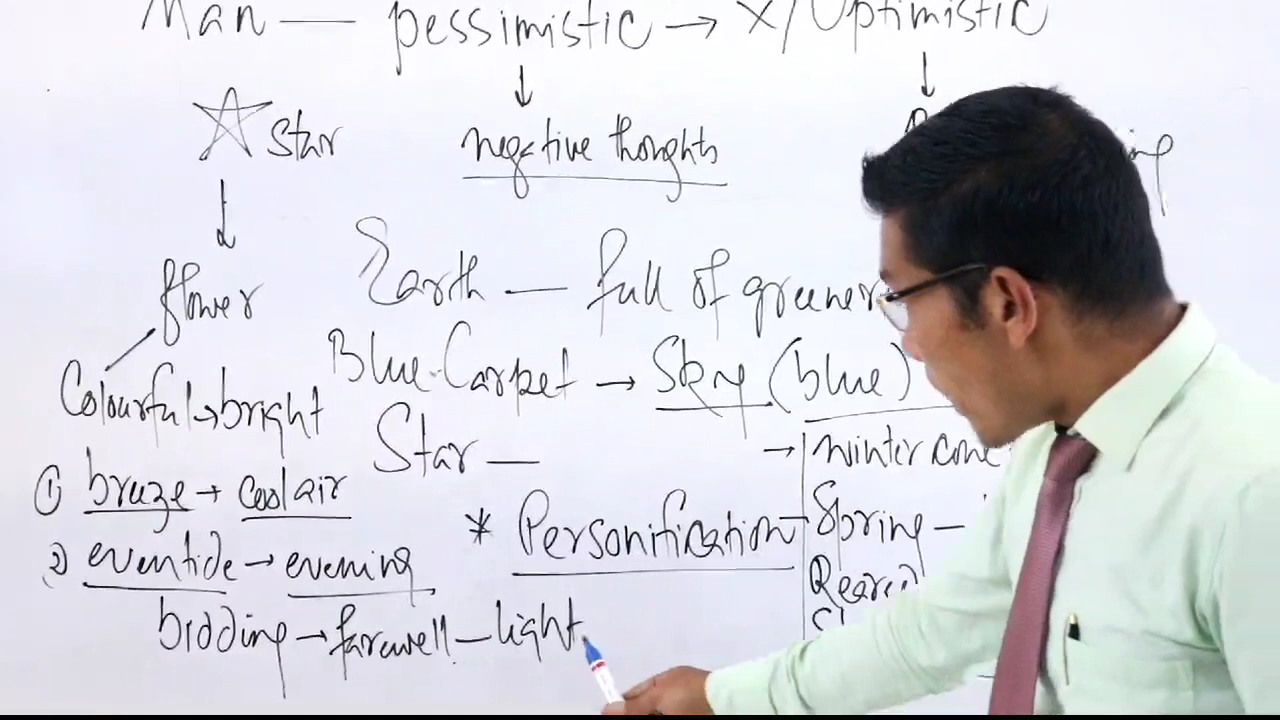 Man — pessimistic → X/Optimistic
Star
negative thoughts
flower
Earth — full of greener
Colourful → bright
Blue-Carpet → Sky (blue)
Star —
→ winter
① breeze → cool air
* Personification
Spring —
2) eventide → evening
bidding → farewell — light